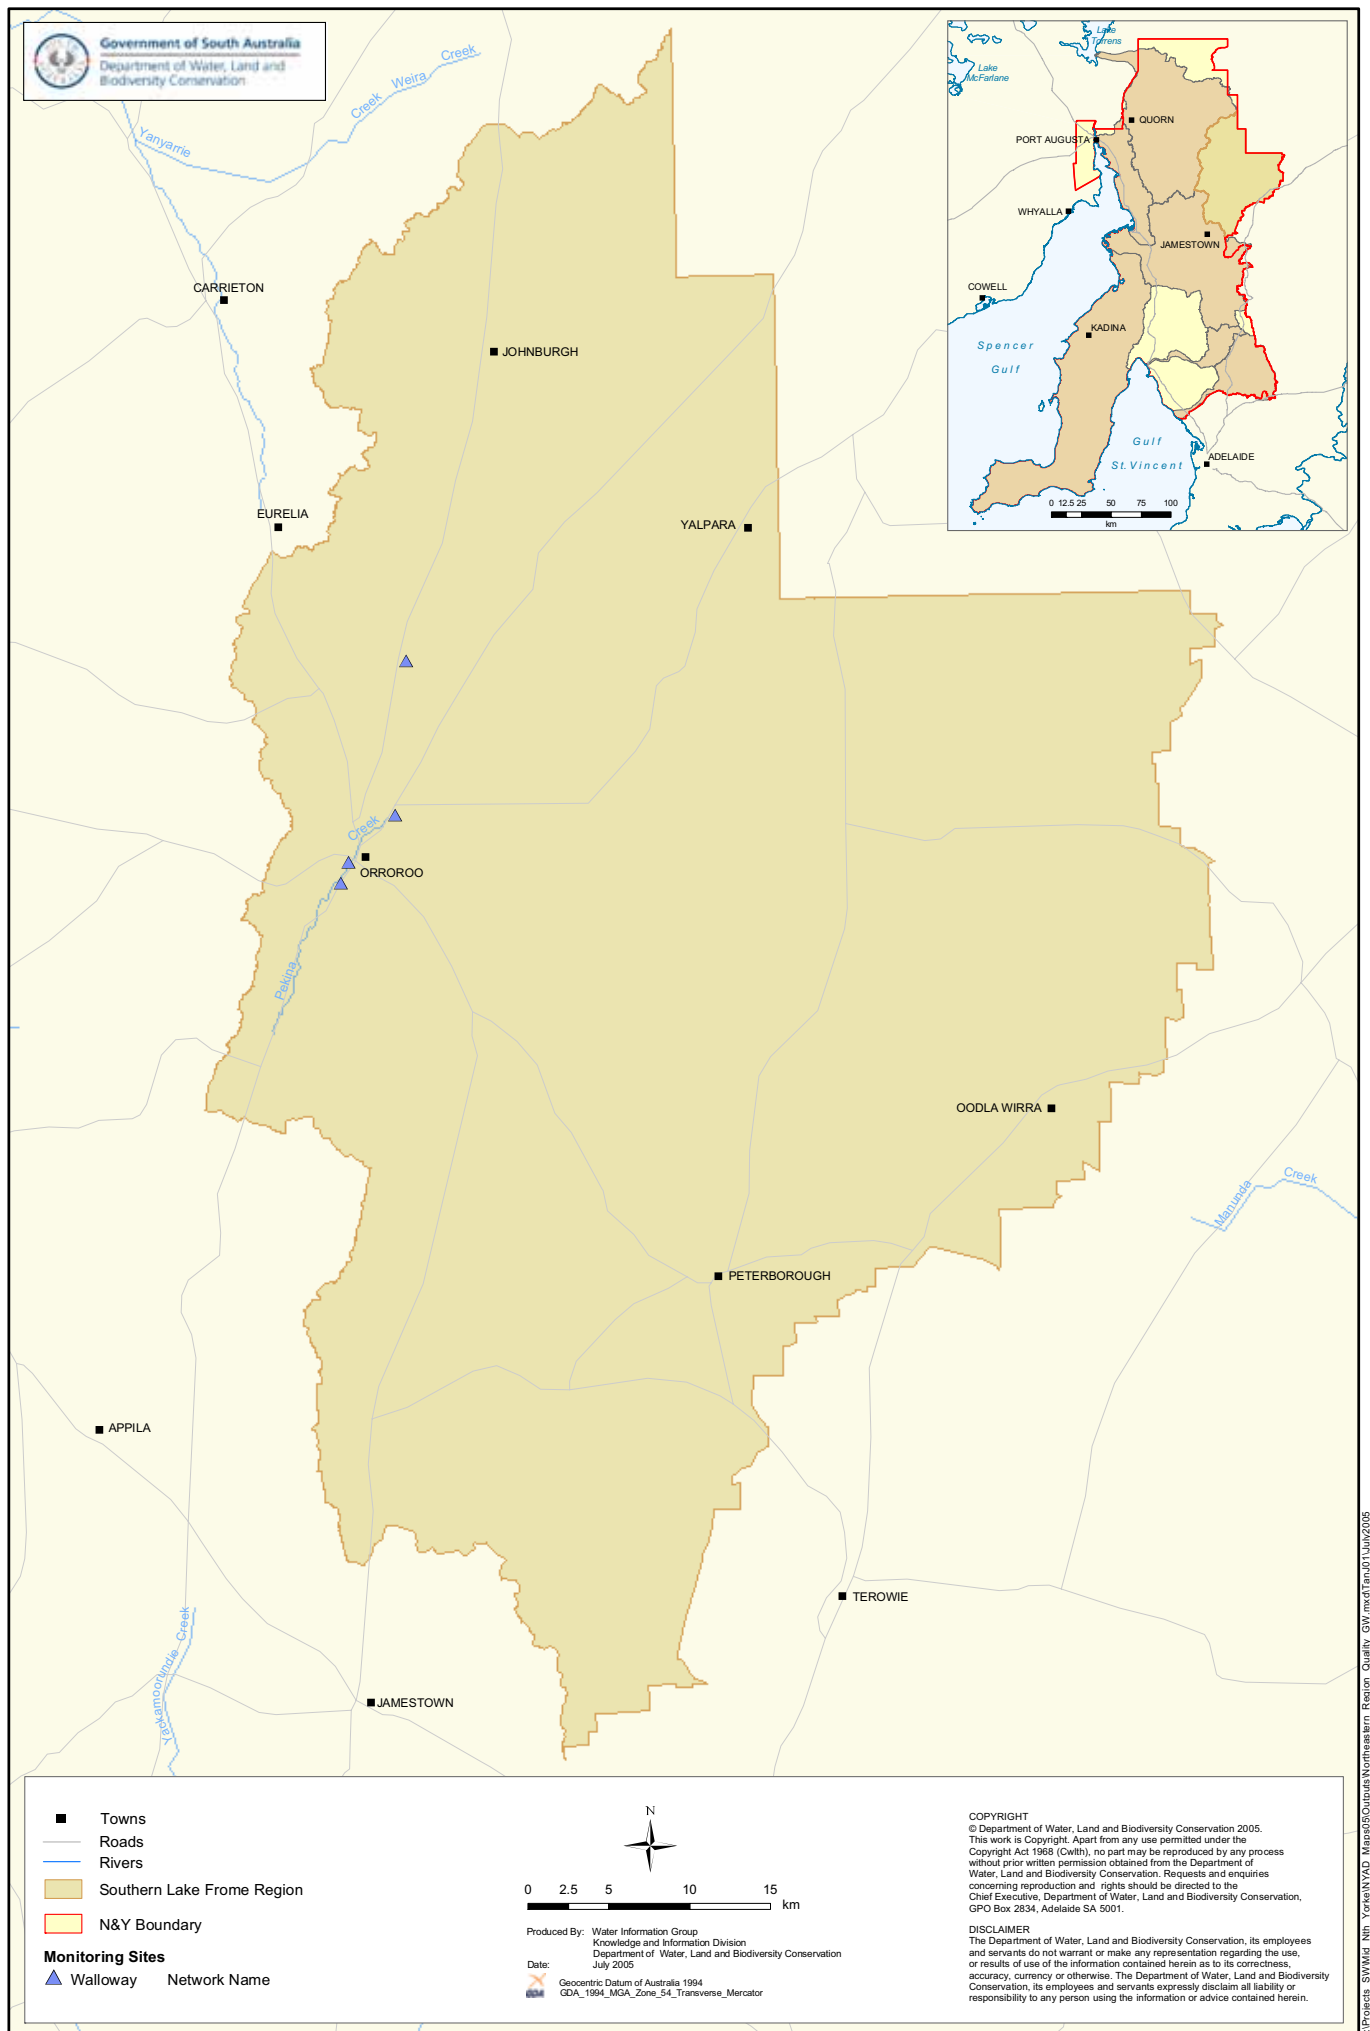 Government of South Australia
Department of Water, Land and
Biodiversity Conservation
Yanyarrie
Creek
Weira
Creek
CARRIETON
JOHNBURGH
EURELIA
YALPARA
Creek
ORROROO
Pekina
OODLA WIRRA
Manunda
Creek
PETERBOROUGH
APPILA
TEROWIE
Yackamoorundie Creek
JAMESTOWN
Lake
Torrens
Lake
McFarlane
QUORN
PORT AUGUSTA
WHYALLA
JAMESTOWN
COWELL
KADINA
Spencer
Gulf
Gulf
St.Vincent
ADELAIDE
0 12.5 25 50 75 100
km
Towns
Roads
Rivers
Southern Lake Frome Region
N&Y Boundary
Monitoring Sites
Walloway Network Name
N
0 2.5 5 10 15
km
Produced By: Water Information Group
Knowledge and Information Division
Department of Water, Land and Biodiversity Conservation
Date: July 2005
GDA
Geocentric Datum of Australia 1994
GDA_1994_MGA_Zone_54_Transverse_Mercator
COPYRIGHT
© Department of Water, Land and Biodiversity Conservation 2005.
This work is Copyright. Apart from any use permitted under the
Copyright Act 1968 (Cwlth), no part may be reproduced by any process
without prior written permission obtained from the Department of
Water, Land and Biodiversity Conservation. Requests and enquiries
concerning reproduction and rights should be directed to the
Chief Executive, Department of Water, Land and Biodiversity Conservation,
GPO Box 2834, Adelaide SA 5001.
DISCLAIMER
The Department of Water, Land and Biodiversity Conservation, its employees
and servants do not warrant or make any representation regarding the use,
or results of use of the information contained herein as to its correctness,
accuracy, currency or otherwise. The Department of Water, Land and Biodiversity
Conservation, its employees and servants expressly disclaim all liability or
responsibility to any person using the information or advice contained herein.
:\Projects_SW\Mid_Nth_Yorke\NYAD_Maps05\Outputs\Northeastern_Region_Quality_GW.mxd\TanJ01\July2005